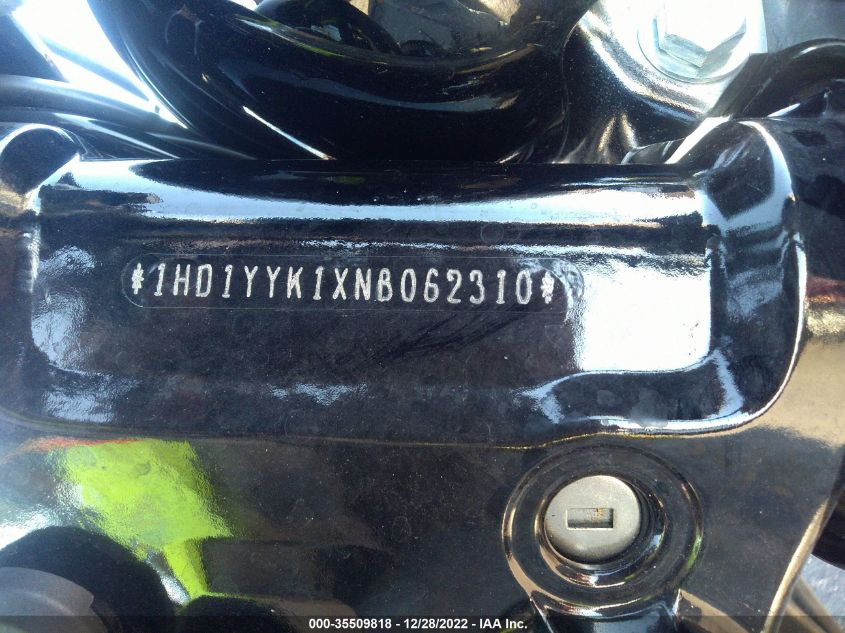 *1HD1YYK1XNB062310*
000-35509818 - 12/28/2022 - IAA Inc.